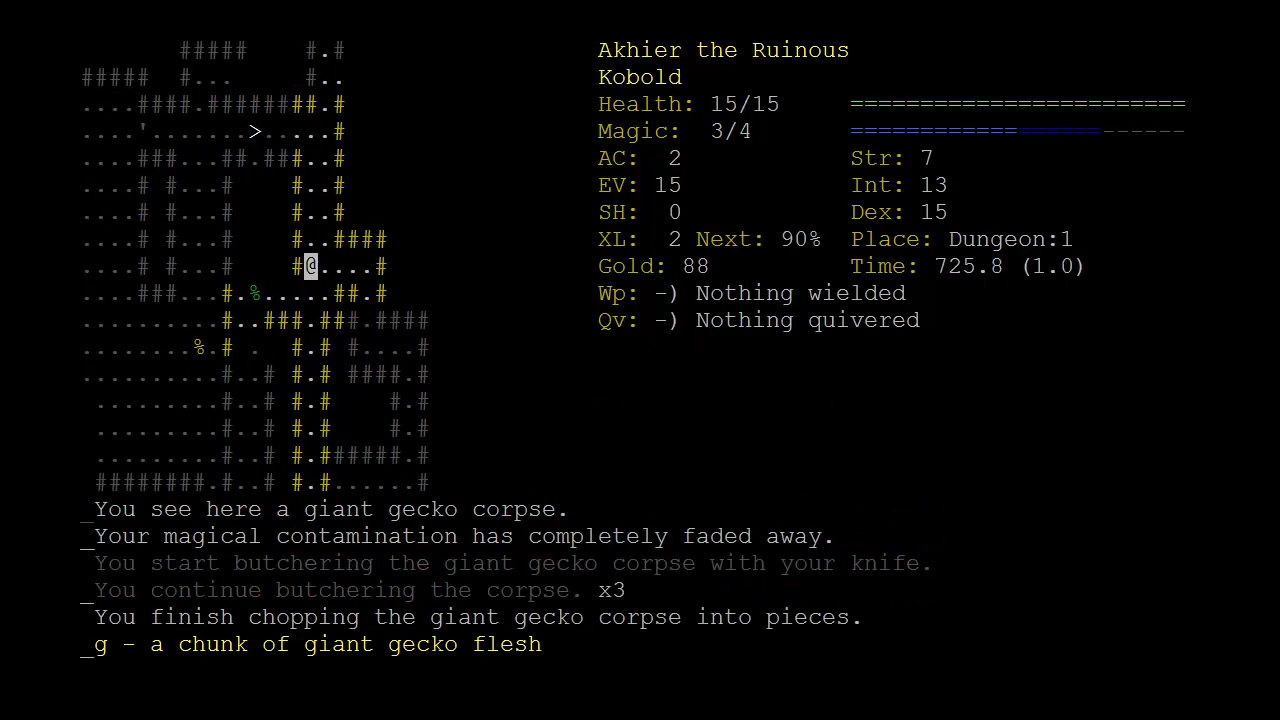 Akhier the Ruinous
Kobold
Health: 15/15 ========================
Magic: 3/4 ==================------
AC: 2 Str: 7
EV: 15 Int: 13
SH: 0 Dex: 15
XL: 2 Next: 90% Place: Dungeon:1
Gold: 88 Time: 725.8 (1.0)
Wp: -) Nothing wielded
Qv: -) Nothing quivered
_You see here a giant gecko corpse.
_Your magical contamination has completely faded away.
You start butchering the giant gecko corpse with your knife.
_You continue butchering the corpse. x3
_You finish chopping the giant gecko corpse into pieces.
_g - a chunk of giant gecko flesh